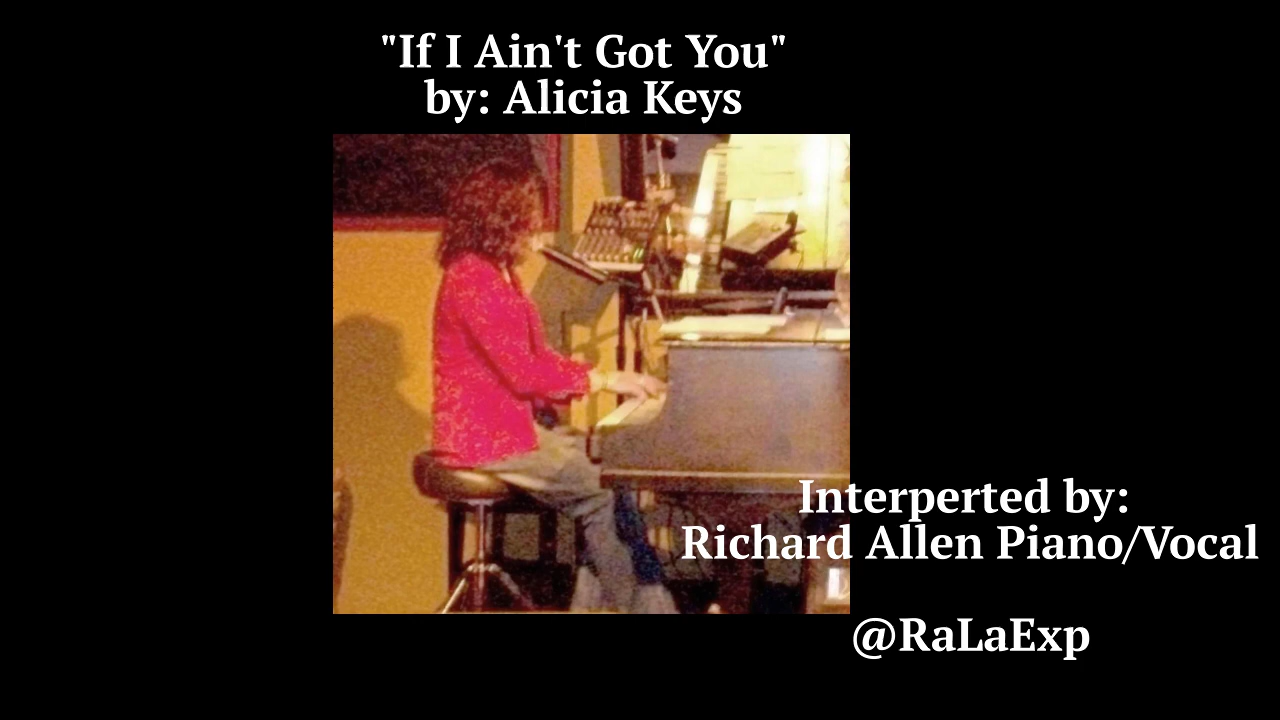 "If I Ain't Got You"
by: Alicia Keys
Interperted by:
Richard Allen Piano/Vocal
@RaLaExp